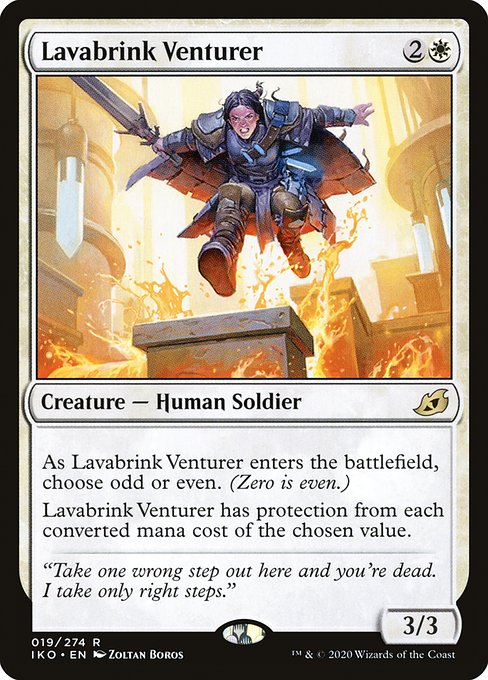 Lavabrink Venturer 2
Creature — Human Soldier
As Lavabrink Venturer enters the battlefield,
choose odd or even. (Zero is even.)
Lavabrink Venturer has protection from each
converted mana cost of the chosen value.
“Take one wrong step out here and you’re dead.
I take only right steps.”
3/3
019/274 R
IKO • EN Zoltan Boros ™ & © 2020 Wizards of the Coast